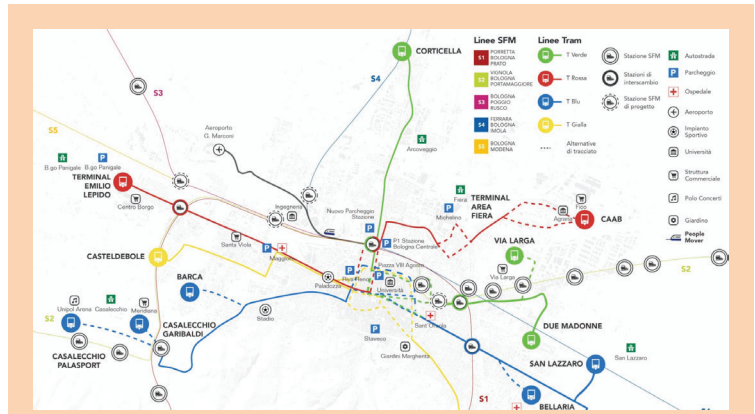 Linee SFM
S1 PORRETTA
BOLOGNA
PRATO
S2 VIGNOLA
BOLOGNA
PORTAMAGGIORE
S3 BOLOGNA
POGGIO
RUSCO
S4 FERRARA
BOLOGNA
IMOLA
S5 BOLOGNA
MODENA
Linee Tram
T Verde
T Rossa
T Blu
T Gialla
Alternative
di tracciato
Stazione SFM
Stazioni di
interscambio
Stazione SFM
di progetto
Autostrada
Parcheggio
Ospedale
Aeroporto
Impianto
Sportivo
Università
Struttura
Commerciale
Polo Concerti
Giardino
People
Mover
CORTICELLA
S4
S3
S5
Aeroporto
G. Marconi
Arcoveggio
B.go Panigale
B.go Panigale
TERMINAL
EMILIO
LEPIDO
Centro Borgo
Ingegneria
Nuovo Parcheggio
Stazione
Fiera
Michelino
TERMINAL
AREA
FIERA
Fico
Agraria
CAAB
Santa Viola
Maggiore
P1 Stazione
Bologna Centrale
Piazza VIII Agosto
VIA LARGA
Via Larga
S2
CASTELDEBOLE
BARCA
Paladozza
Riva Reno
Università
Unipol Arena
Casalecchio
Meridiana
Stadio
Sant'Orsola
S2
CASALECCHIO
GARIBALDI
CASALECCHIO
PALASPORT
Staveco
Giardini Margherita
DUE MADONNE
SAN LAZZARO
San Lazzaro
S1
BELLARIA